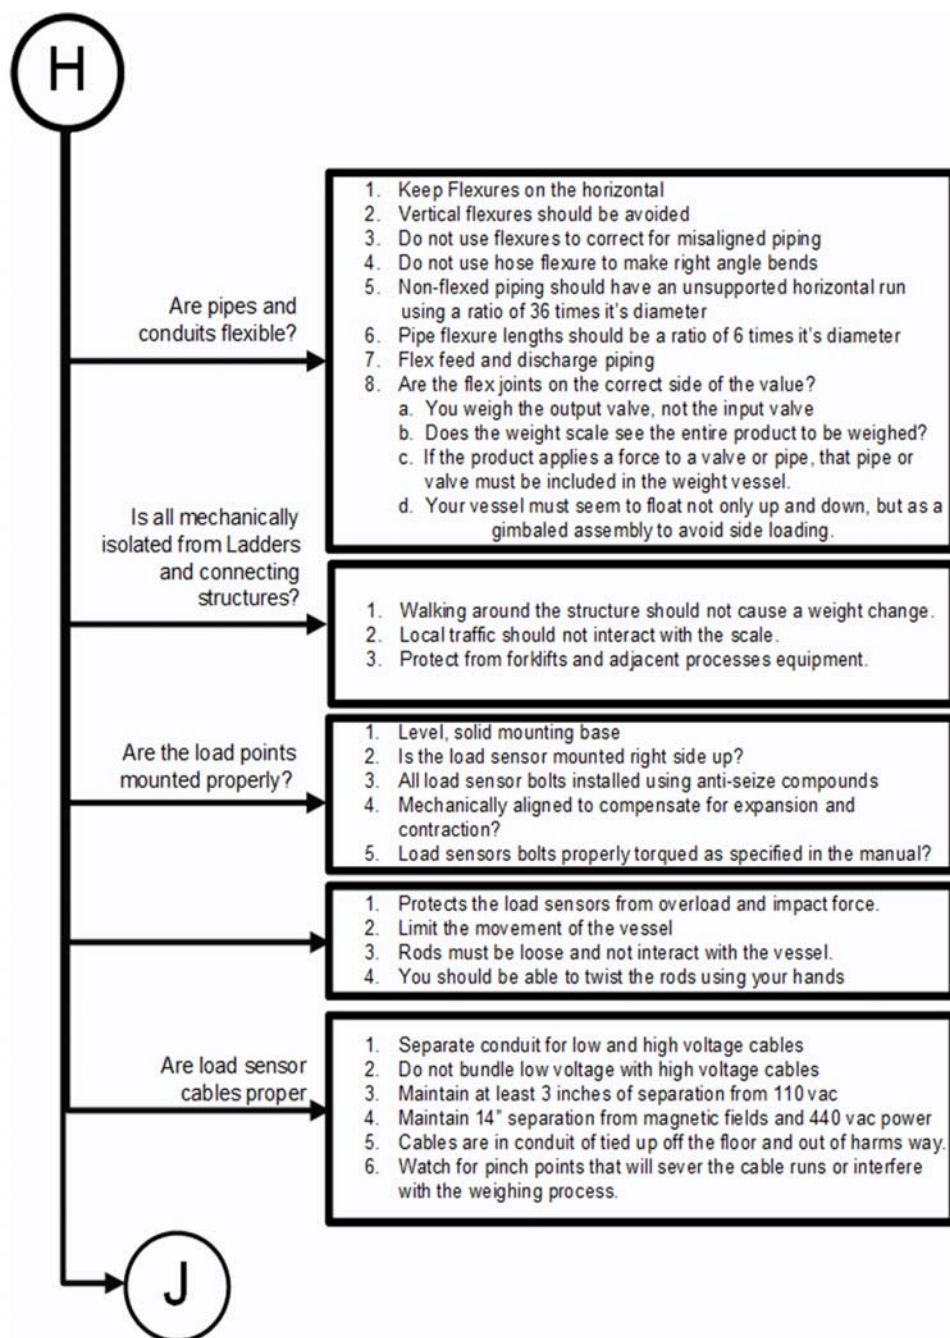 H
Are pipes and
conduits flexible?
1. Keep Flexures on the horizontal
2. Vertical flexures should be avoided
3. Do not use flexures to correct for misaligned piping
4. Do not use hose flexure to make right angle bends
5. Non-flexed piping should have an unsupported horizontal run
using a ratio of 36 times it's diameter
6. Pipe flexure lengths should be a ratio of 6 times it's diameter
7. Flex feed and discharge piping
8. Are the flex joints on the correct side of the value?
a. You weigh the output valve, not the input valve
b. Does the weight scale see the entire product to be weighed?
c. If the product applies a force to a valve or pipe, that pipe or
valve must be included in the weight vessel.
d. Your vessel must seem to float not only up and down, but as a
gimbaled assembly to avoid side loading.
Is all mechanically
isolated from Ladders
and connecting
structures?
1. Walking around the structure should not cause a weight change.
2. Local traffic should not interact with the scale.
3. Protect from forklifts and adjacent processes equipment.
Are the load points
mounted properly?
1. Level, solid mounting base
2. Is the load sensor mounted right side up?
3. All load sensor bolts installed using anti-seize compounds
4. Mechanically aligned to compensate for expansion and
contraction?
5. Load sensors bolts properly torqued as specified in the manual?
1. Protects the load sensors from overload and impact force.
2. Limit the movement of the vessel
3. Rods must be loose and not interact with the vessel.
4. You should be able to twist the rods using your hands
Are load sensor
cables proper
1. Separate conduit for low and high voltage cables
2. Do not bundle low voltage with high voltage cables
3. Maintain at least 3 inches of separation from 110 vac
4. Maintain 14" separation from magnetic fields and 440 vac power
5. Cables are in conduit of tied up off the floor and out of harms way.
6. Watch for pinch points that will sever the cable runs or interfere
with the weighing process.
J